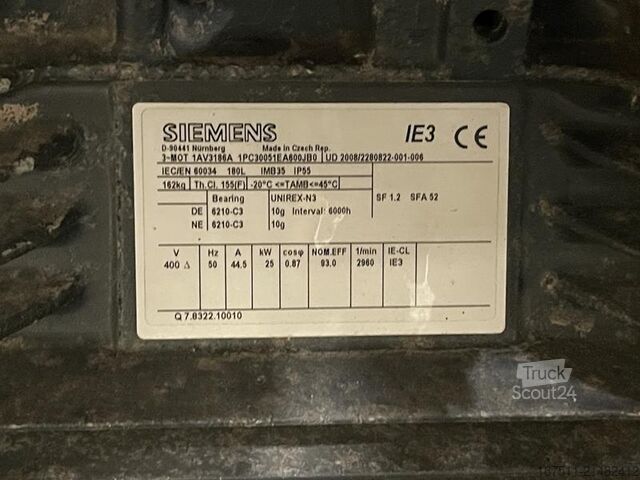 SIEMENS IE3 CE
D-90441 Nürnberg Made in Czech Rep.
3~MOT 1AV3186A 1PC30051EA600JB0 UD 2008/2280822-001-006
IEC/EN 60034 180L IMB35 IP55
162kg Th.Cl. 155(F) -20°C <=TAMB<=45°C
Bearing UNIREX-N3 SF 1.2 SFA 52
DE 6210-C3 10g Interval: 6000h
NE 6210-C3 10g
V Hz A kW cosφ NOM.EFF 1/min IE-CL
400 Δ 50 44.5 25 0.87 93.0 2960 IE3
Q 7.8322.10010
Truck
Scout24